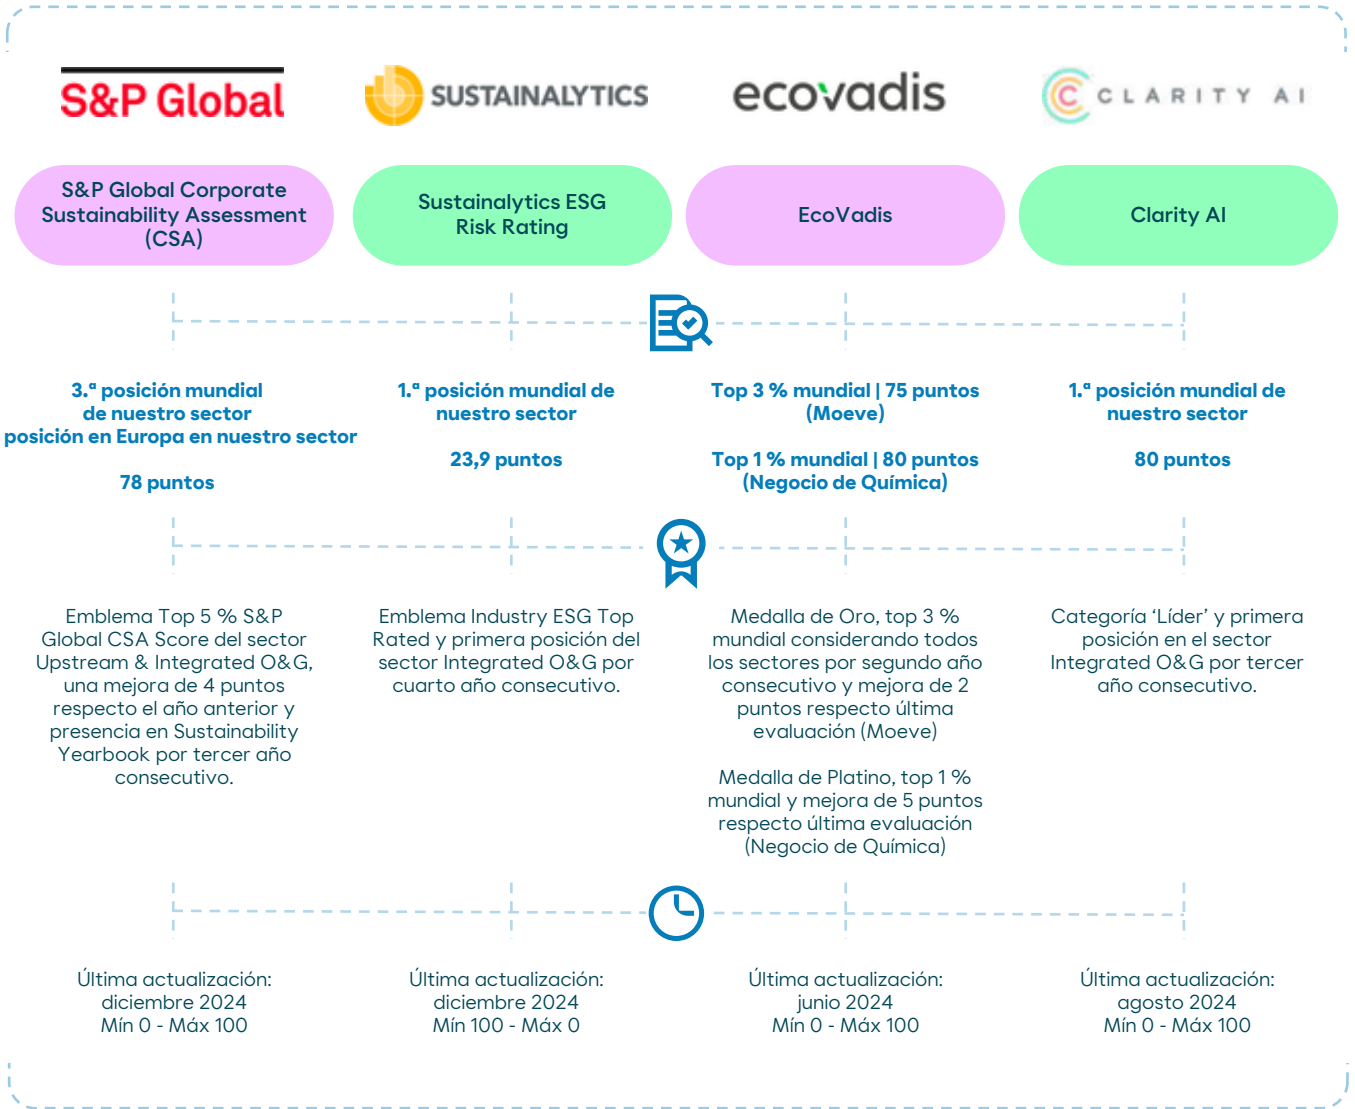 S&P Global
SUSTAINALYTICS
ecovadis
CLARITY AI
S&P Global Corporate
Sustainability Assessment
(CSA)
Sustainalytics ESG
Risk Rating
EcoVadis
Clarity AI
3.ª posición mundial
de nuestro sector
posición en Europa en nuestro sector
78 puntos
1.ª posición mundial de
nuestro sector
23,9 puntos
Top 3 % mundial | 75 puntos
(Moeve)
Top 1 % mundial | 80 puntos
(Negocio de Química)
1.ª posición mundial de
nuestro sector
80 puntos
Emblema Top 5 % S&P
Global CSA Score del sector
Upstream & Integrated O&G,
una mejora de 4 puntos
respecto el año anterior y
presencia en Sustainability
Yearbook por tercer año
consecutivo.
Emblema Industry ESG Top
Rated y primera posición del
sector Integrated O&G por
cuarto año consecutivo.
Medalla de Oro, top 3 %
mundial considerando todos
los sectores por segundo año
consecutivo y mejora de 2
puntos respecto última
evaluación (Moeve)
Medalla de Platino, top 1 %
mundial y mejora de 5 puntos
respecto última evaluación
(Negocio de Química)
Categoría ‘Líder’ y primera
posición en el sector
Integrated O&G por tercer
año consecutivo.
Última actualización:
diciembre 2024
Mín 0 - Máx 100
Última actualización:
diciembre 2024
Mín 100 - Máx 0
Última actualización:
junio 2024
Mín 0 - Máx 100
Última actualización:
agosto 2024
Mín 0 - Máx 100